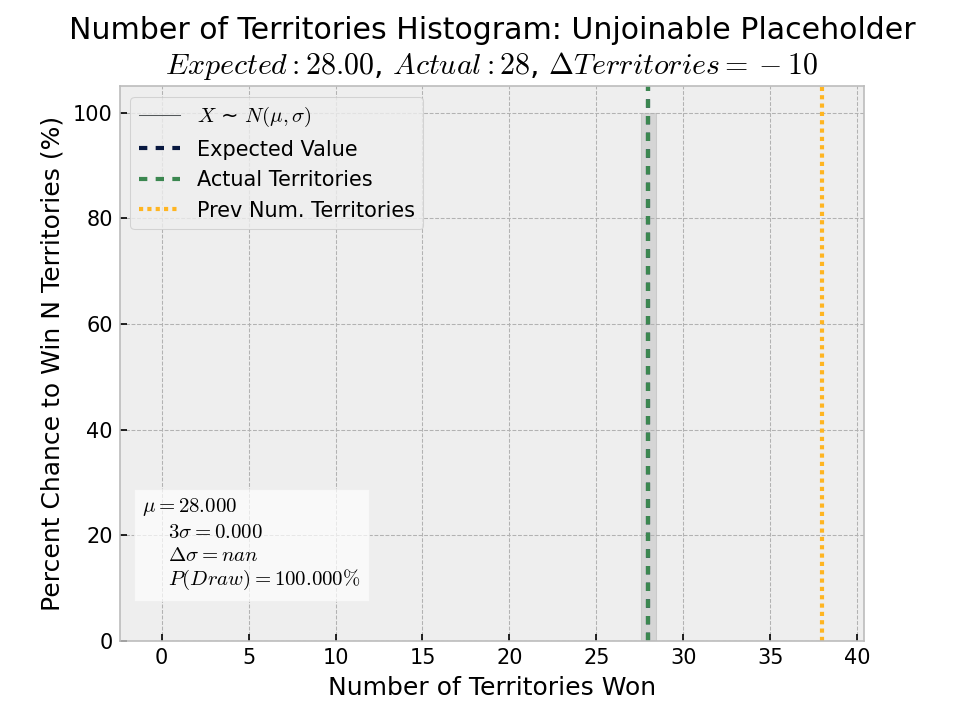 Number of Territories Histogram: Unjoinable Placeholder
Expected : 28.00, Actual : 28, ΔTerritories = −10
X ~ N(μ, σ)
Expected Value
Actual Territories
Prev Num. Territories
Percent Chance to Win N Territories (%)
100
80
60
40
20
0
μ = 28.000
3σ = 0.000
Δσ = nan
P(Draw) = 100.000%
0 5 10 15 20 25 30 35 40
Number of Territories Won